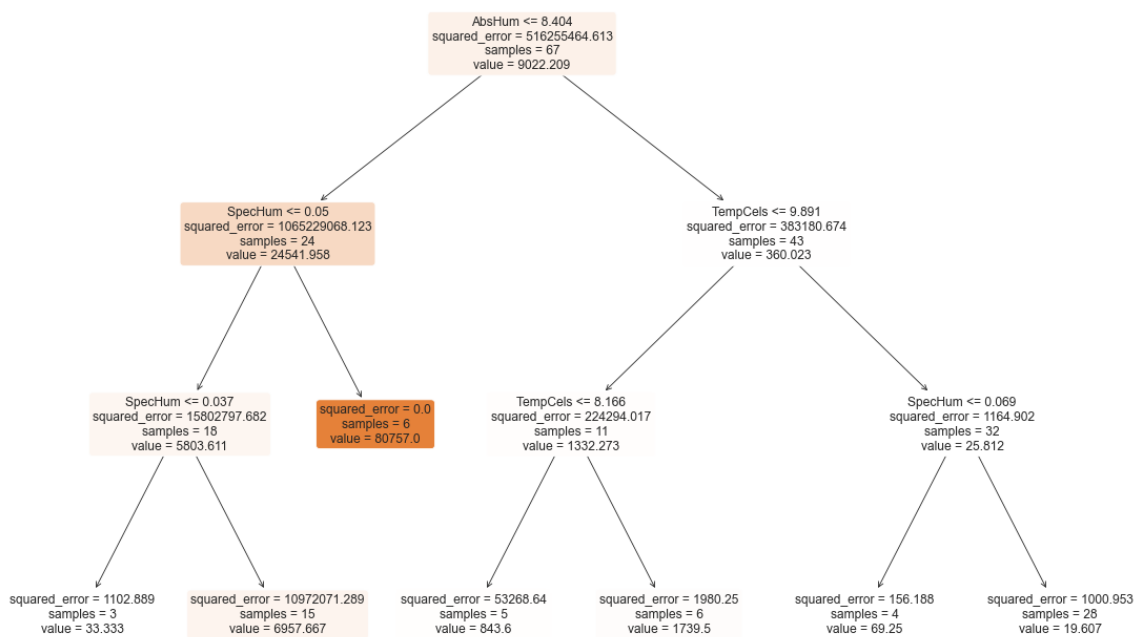 AbsHum <= 8.404
squared_error = 516255464.613
samples = 67
value = 9022.209
SpecHum <= 0.05
squared_error = 1065229068.123
samples = 24
value = 24541.958
TempCels <= 9.891
squared_error = 383180.674
samples = 43
value = 360.023
SpecHum <= 0.037
squared_error = 15802797.682
samples = 18
value = 5803.611
squared_error = 0.0
samples = 6
value = 80757.0
TempCels <= 8.166
squared_error = 224294.017
samples = 11
value = 1332.273
SpecHum <= 0.069
squared_error = 1164.902
samples = 32
value = 25.812
squared_error = 1102.889
samples = 3
value = 33.333
squared_error = 10972071.289
samples = 15
value = 6957.667
squared_error = 53268.64
samples = 5
value = 843.6
squared_error = 1980.25
samples = 6
value = 1739.5
squared_error = 156.188
samples = 4
value = 69.25
squared_error = 1000.953
samples = 28
value = 19.607